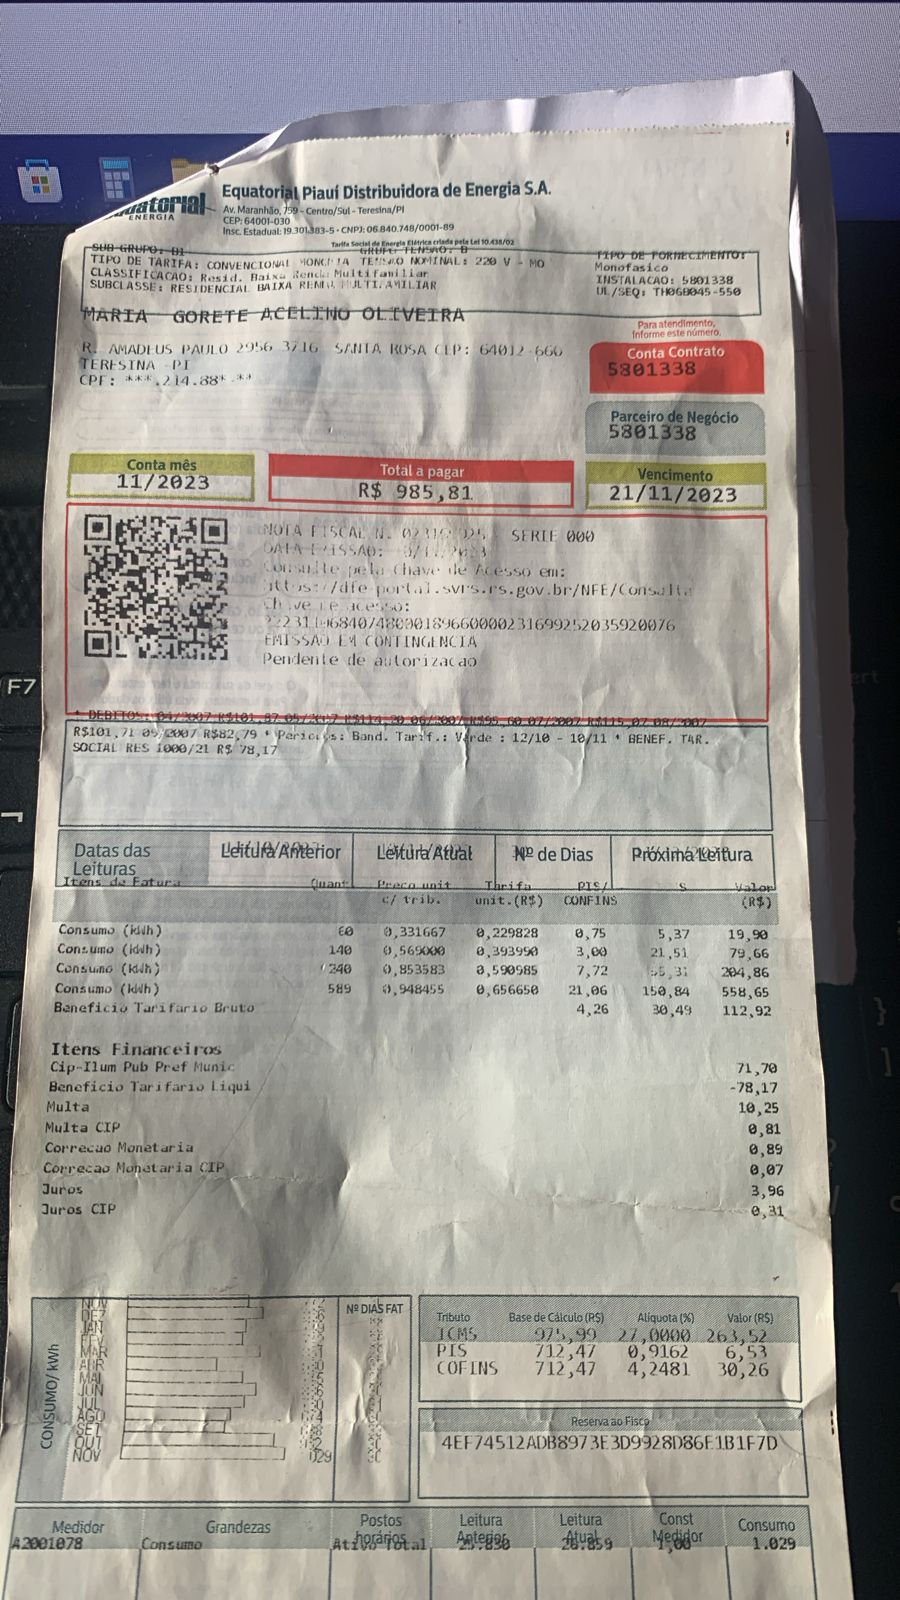 ENERGIA
Equatorial Piauí Distribuidora de Energia S.A.
Av. Maranhão, 759 - Centro/Sul - Teresina/PI
CEP: 64001-030
Insc. Estadual: 19.301.383-5 - CNPJ: 06.840.748/0001-89
Tarifa Social de Energia Elétrica criada pela Lei 10.438/02
SUB GRUPO: B1 GRUPO TENSAO: B
TIPO DE TARIFA: CONVENCIONAL TENSAO NOMINAL: 220 V - MO
CLASSIFICACAO: Resid. Baixa Renda Multifamiliar
SUBCLASSE: RESIDENCIAL BAIXA RENDA MULTIFAMILIAR
TIPO DE FORNECIMENTO:
Monofasico
INSTALACAO: 5801338
UL/SEQ: TH06B045-550
MARIA GORETE ACELINO OLIVEIRA
R. AMADEUS PAULO 2956 3716 SANTA ROSA CEP: 64012-660
TERESINA -PI
CPF: ***.214.88*-**
Para atendimento,
informe este número.
Conta Contrato
5801338
Parceiro de Negócio
5801338
Conta mês
11/2023
Total a pagar
R$ 985,81
Vencimento
21/11/2023
NOTA FISCAL N. SERIE 000
DATA EMISSAO:
Consulte pela Chave de Acesso em:
https://dfe-portal.svrs.rs.gov.br/NFE/Consulta
Chave de acesso:
EMISSAO EM CONTINGENCIA
Pendente de autorizacao
* DEBITOS: 04/2007 R$101,87 05/2007 R$114,20 06/2007 R$95,60 07/2007 R$115,07 08/2007
R$101,71 09/2007 R$82,79 * Periodos: Band. Tarif.: Verde : 12/10 - 10/11 * BENEF. TAR.
SOCIAL RES 1000/21 R$ 78,17
Datas das Leituras
Leitura Anterior
Leitura Atual
Nº de Dias
Próxima Leitura
Itens de Fatura Quant Preco unit c/ trib. Tarifa unit.(R$) PIS/ CONFINS Valor (R$)
Consumo (kWh) 60 0,331667 0,229828 0,75 5,37 19,90
Consumo (kWh) 140 0,569000 0,393990 3,00 21,51 79,66
Consumo (kWh) 240 0,853583 0,590985 7,72 55,31 204,86
Consumo (kWh) 589 0,948455 0,656650 21,06 150,84 558,65
Beneficio Tarifario Bruto 4,26 30,49 112,92
Itens Financeiros
Cip-Ilum Pub Pref Munic 71,70
Beneficio Tarifario Liqui -78,17
Multa 10,25
Multa CIP 0,81
Correcao Monetaria 0,89
Correcao Monetaria CIP 0,07
Juros 3,96
Juros CIP 0,31
CONSUMO/kWh
Nº DIAS FAT
NOV
DEZ
JAN
FEV
MAR
ABR
MAI
JUN
JUL
AGO
SET
OUT
NOV
Tributo Base de Cálculo (R$) Alíquota (%) Valor (R$)
ICMS 975,99 27,0000 263,52
PIS 712,47 0,9162 6,53
COFINS 712,47 4,2481 30,26
Reserva ao Fisco
4EF74512ADB8973E3D9928D86E1B1F7D
Medidor Grandezas Postos horários Leitura Anterior Leitura Atual Const Medidor Consumo
A2001078 Consumo Ativo Total 25.830 26.859 1,00 1.029
F7